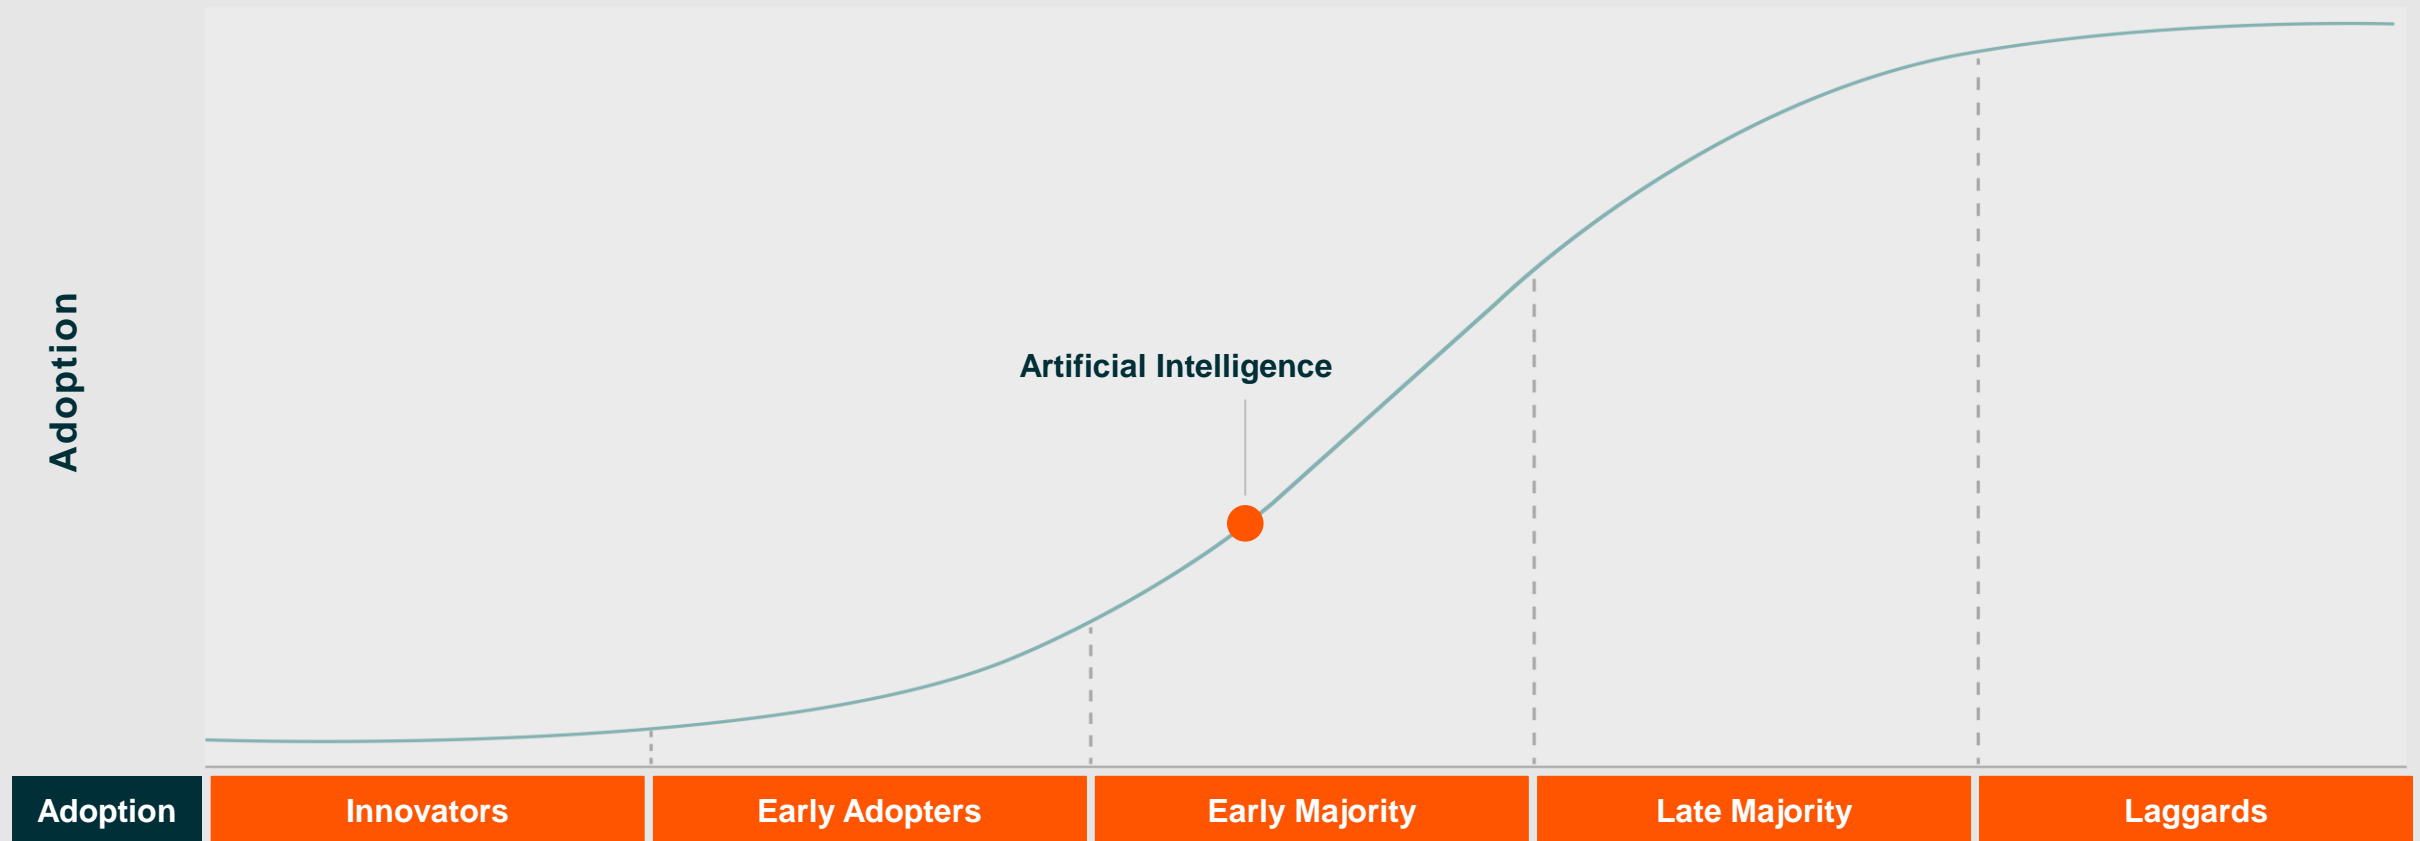 Adoption
Artificial Intelligence
Adoption
Innovators
Early Adopters
Early Majority
Late Majority
Laggards